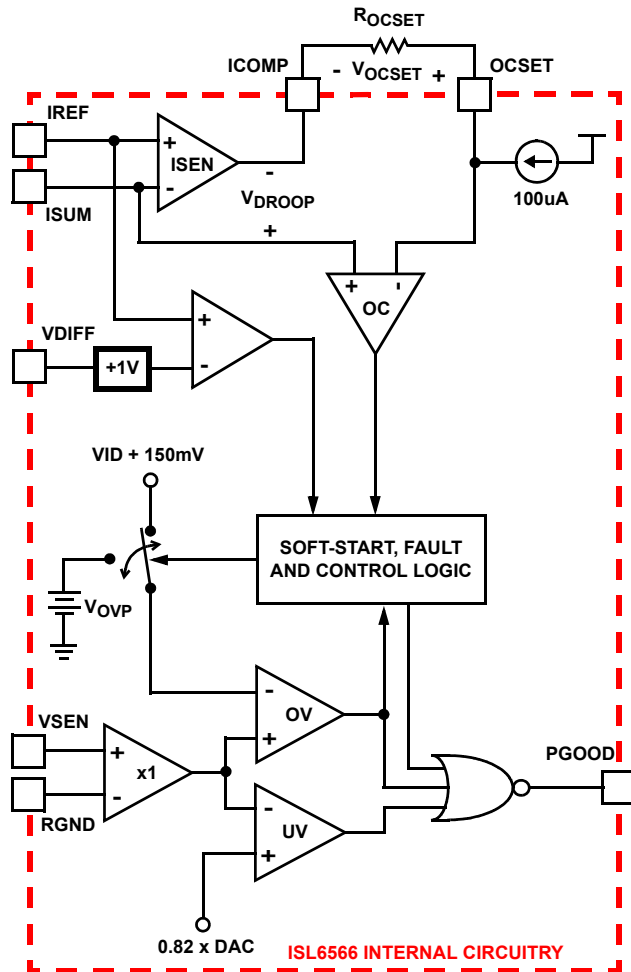 ROCSET
ICOMP
- VOCSET +
OCSET
IREF
+
ISEN
-
-
100uA
ISUM
VDROOP
+
+ -
OC
+
VDIFF
+1V
-
VID + 150mV
SOFT-START, FAULT
AND CONTROL LOGIC
VOVP
-
OV
+
VSEN
+
x1
-
RGND
PGOOD
-
UV
+
0.82 x DAC
ISL6566 INTERNAL CIRCUITRY